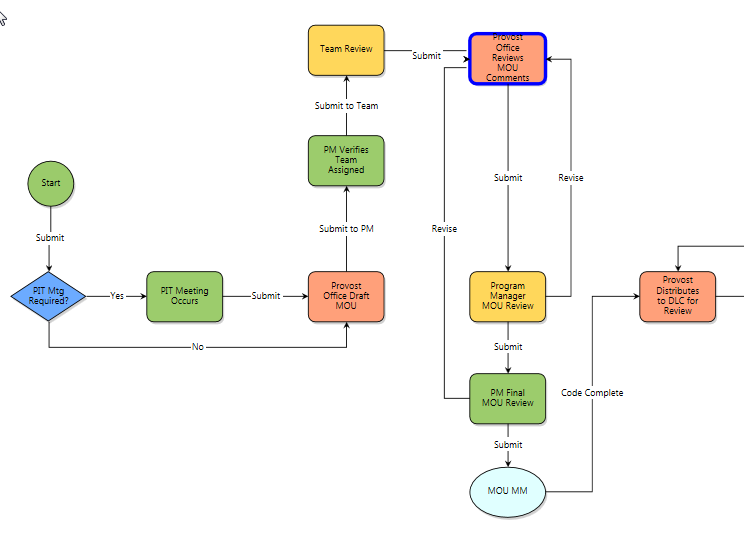 Team Review
Submit
Provost
Office
Reviews
MOU
Comments
Submit to Team
PM Verifies
Team
Assigned
Start
Submit
Revise
Submit to PM
Revise
Submit
PIT Mtg
Required?
Yes
PIT Meeting
Occurs
Submit
Provost
Office Draft
MOU
Program
Manager
MOU Review
Provost
Distributes
to DLC for
Review
No
Submit
PM Final
MOU Review
Code Complete
Submit
MOU MM